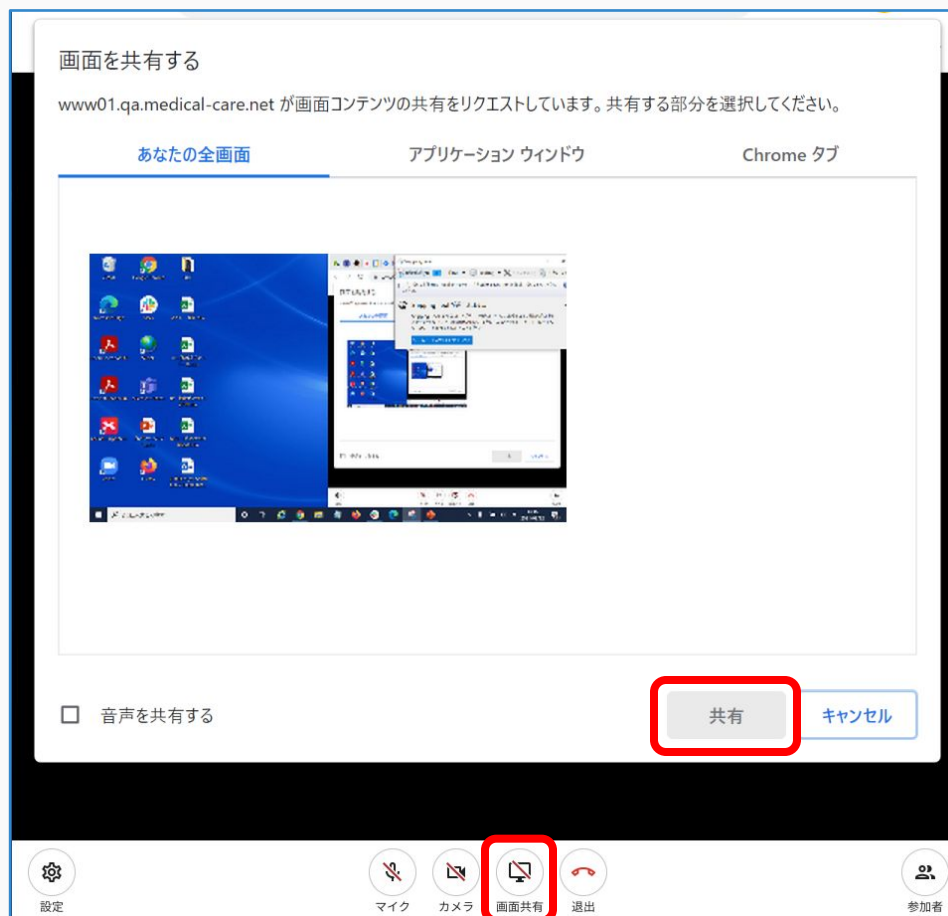 画面を共有する
www01.qa.medical-care.net が画面コンテンツの共有をリクエストしています。共有する部分を選択してください。
あなたの全画面
アプリケーション ウィンドウ
Chrome タブ
音声を共有する
共有
キャンセル
設定
マイク
カメラ
画面共有
退出
参加者